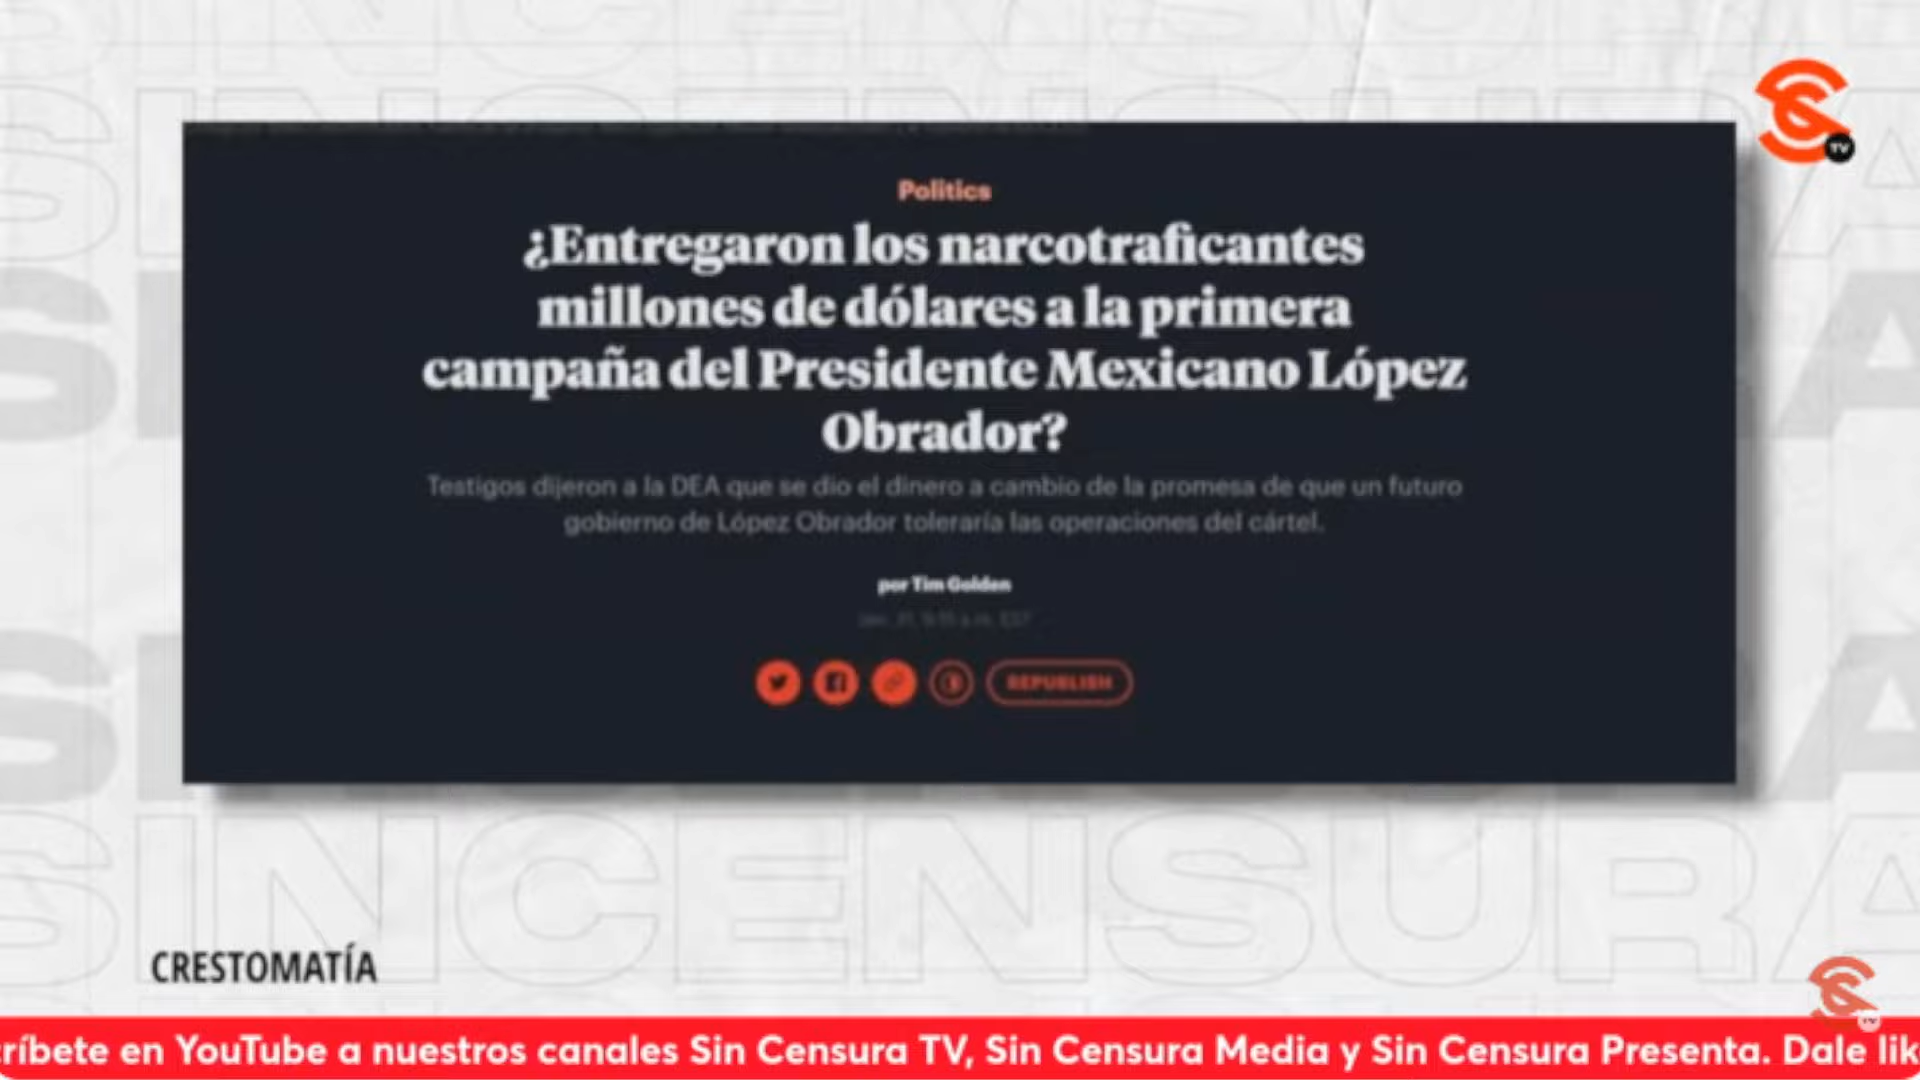 Politics
¿Entregaron los narcotraficantes
millones de dólares a la primera
campaña del Presidente Mexicano López
Obrador?
Testigos dijeron a la DEA que se dio el dinero a cambio de la promesa de que un futuro
gobierno de López Obrador toleraría las operaciones del cártel.
por Tim Golden
REPUBLISH
SINCENSURA
CRESTOMATÍA
TV
ríbete en YouTube a nuestros canales Sin Censura TV, Sin Censura Media y Sin Censura Presenta. Dale lik